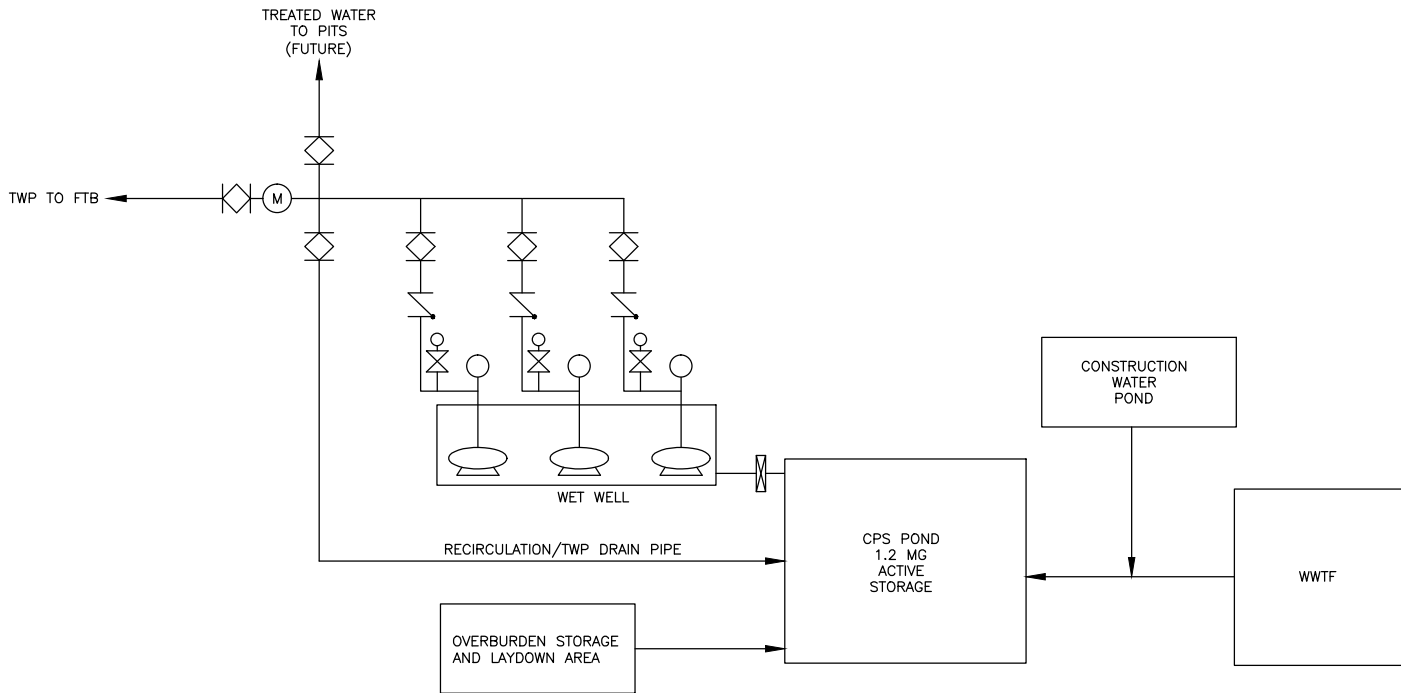 TREATED WATER
TO PITS
(FUTURE)
TWP TO FTB
M
CONSTRUCTION
WATER
POND
WET WELL
RECIRCULATION/TWP DRAIN PIPE
CPS POND
1.2 MG
ACTIVE
STORAGE
WWTF
OVERBURDEN STORAGE
AND LAYDOWN AREA